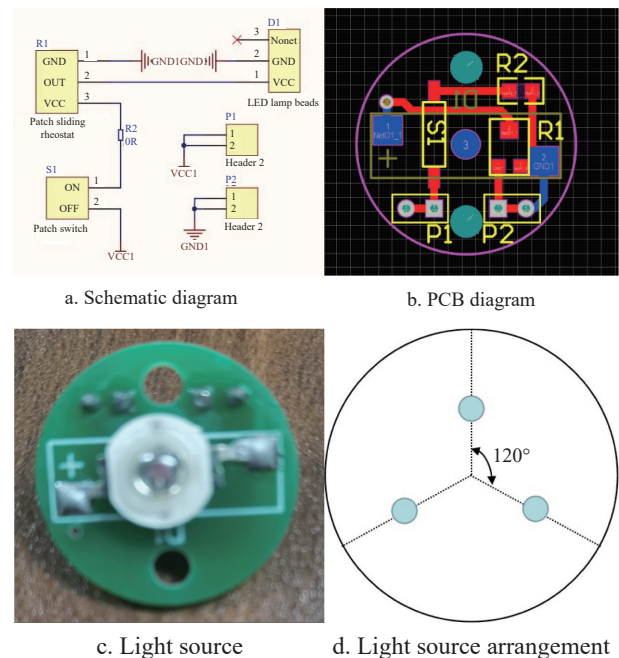 R1
GND
OUT
VCC
1
2
3
Patch sliding
rheostat
GND1GND1
3
2
1
D1
Nonet
GND
VCC
LED lamp beads
R2
0R
S1
ON
OFF
1
2
Patch switch
VCC1
P1
1
2
Header 2
VCC1
P2
1
2
Header 2
GND1
a. Schematic diagram
R2
D1
S1
R1
1
NetD1_1
+
3
2
GND1
P1
P2
b. PCB diagram
+
c. Light source
120°
d. Light source arrangement